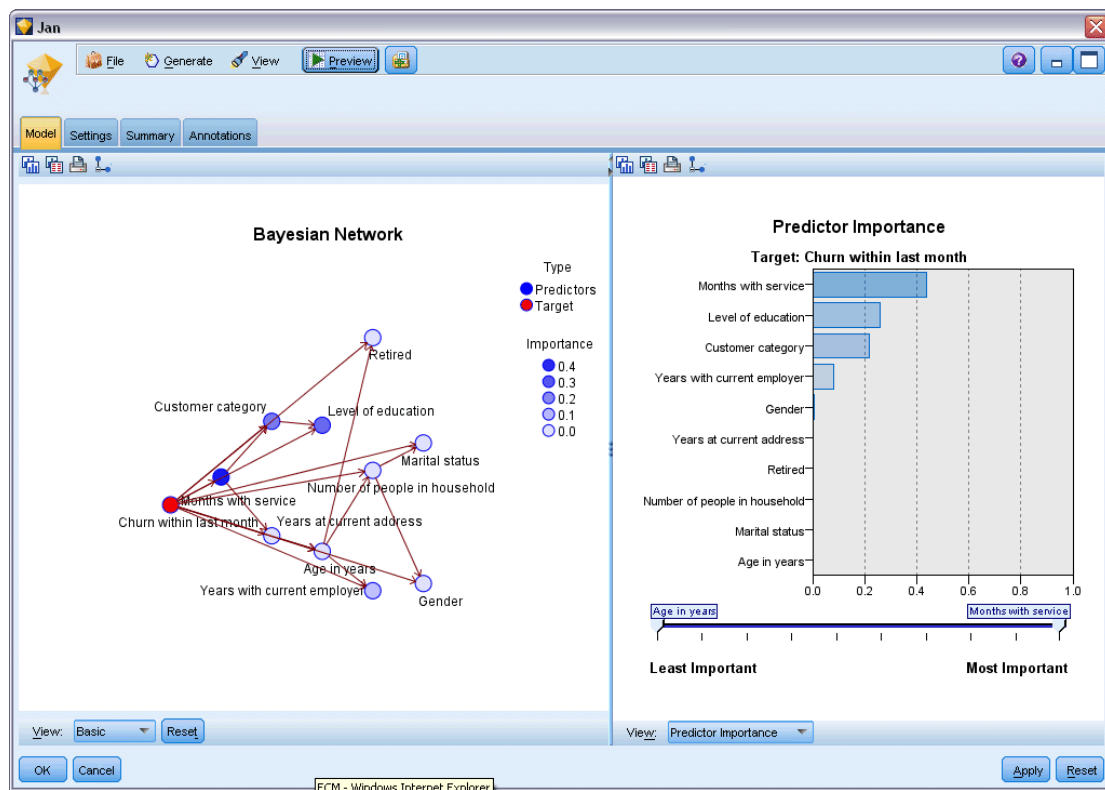 Jan
File Generate View Preview
Model Settings Summary Annotations
Bayesian Network
Type
Predictors
Target
Importance
0.4
0.3
0.2
0.1
0.0
Retired
Customer category
Level of education
Marital status
Number of people in household
Months with service
Churn within last month
Years at current address
Age in years
Years with current employer
Gender
View: Basic Reset
Predictor Importance
Target: Churn within last month
Months with service
Level of education
Customer category
Years with current employer
Gender
Years at current address
Retired
Number of people in household
Marital status
Age in years
0.0 0.2 0.4 0.6 0.8 1.0
Age in years Months with service
Least Important Most Important
View: Predictor Importance
OK Cancel Apply Reset
ECM - Windows Internet Explorer